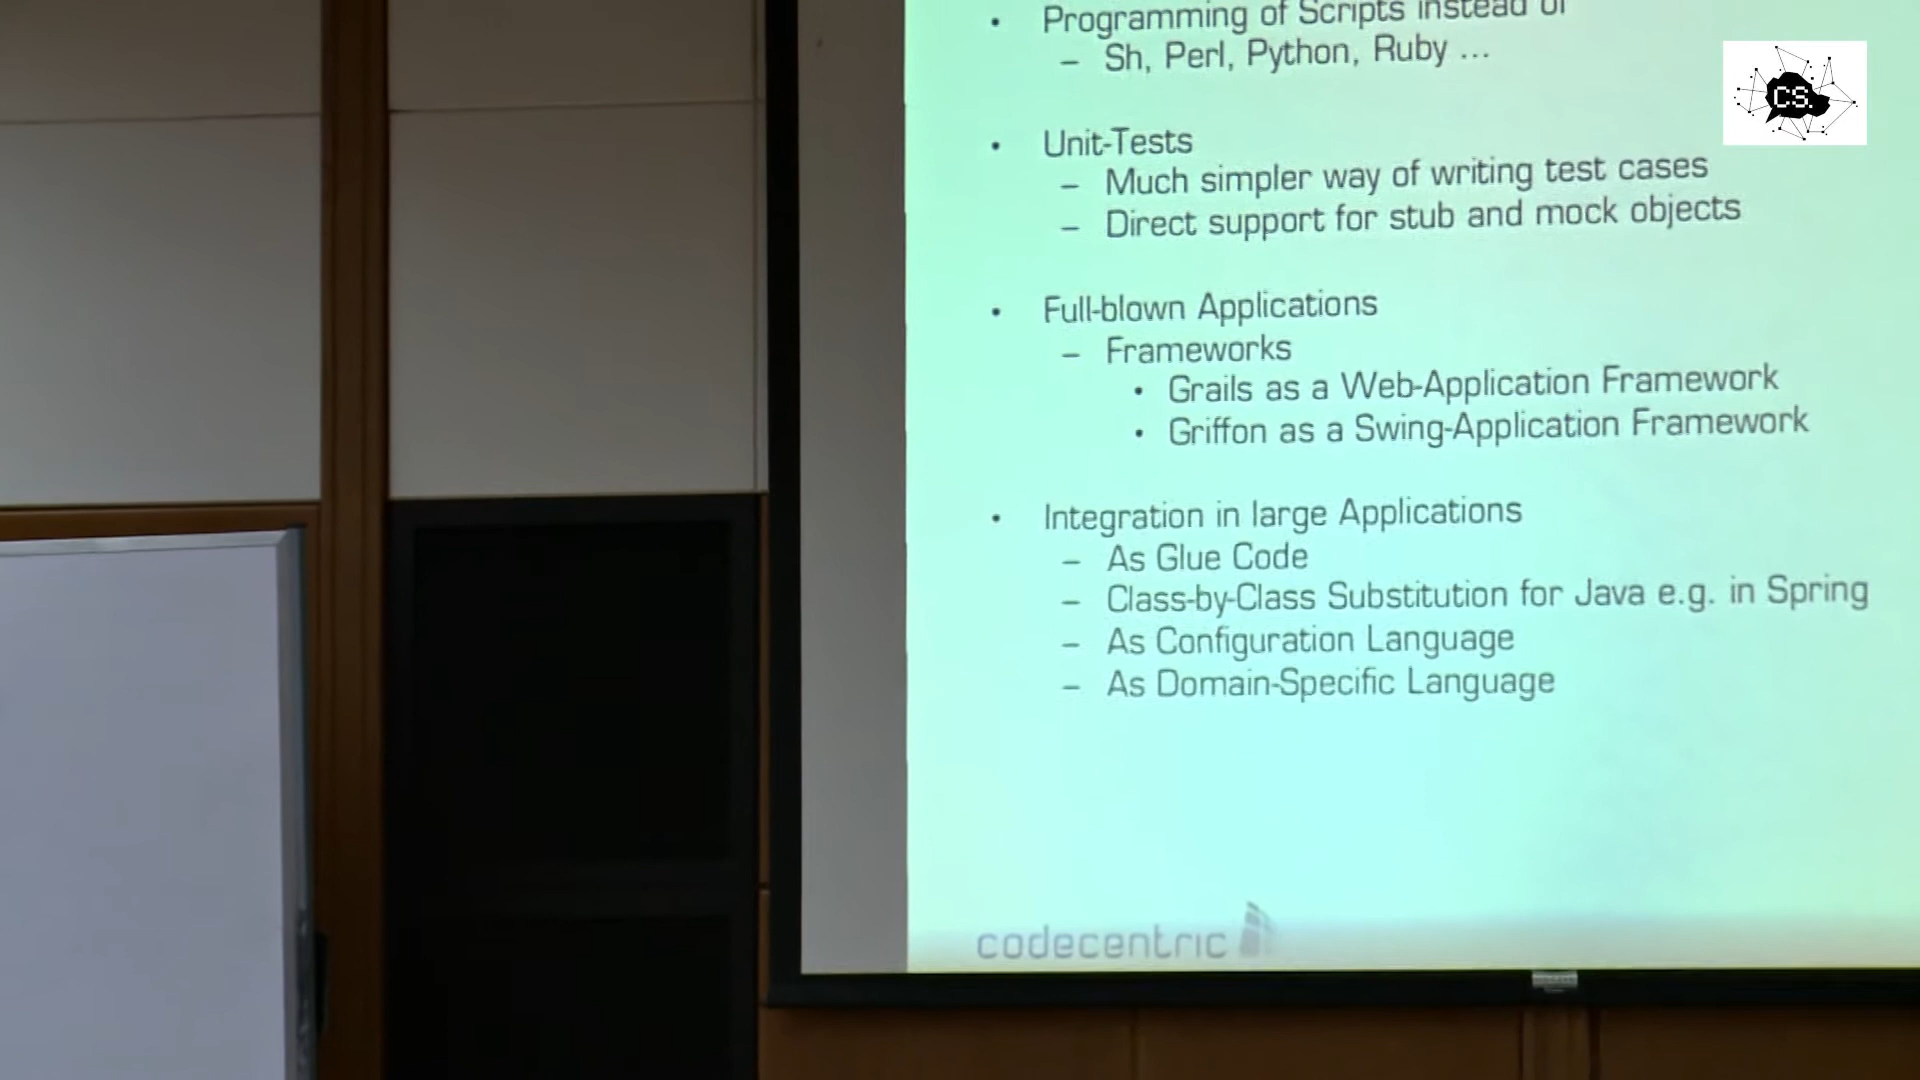 • Programming of Scripts instead of
– Sh, Perl, Python, Ruby ...
CS.
• Unit-Tests
– Much simpler way of writing test cases
– Direct support for stub and mock objects
• Full-blown Applications
– Frameworks
• Grails as a Web-Application Framework
• Griffon as a Swing-Application Framework
• Integration in large Applications
– As Glue Code
– Class-by-Class Substitution for Java e.g. in Spring
– As Configuration Language
– As Domain-Specific Language
codecentric